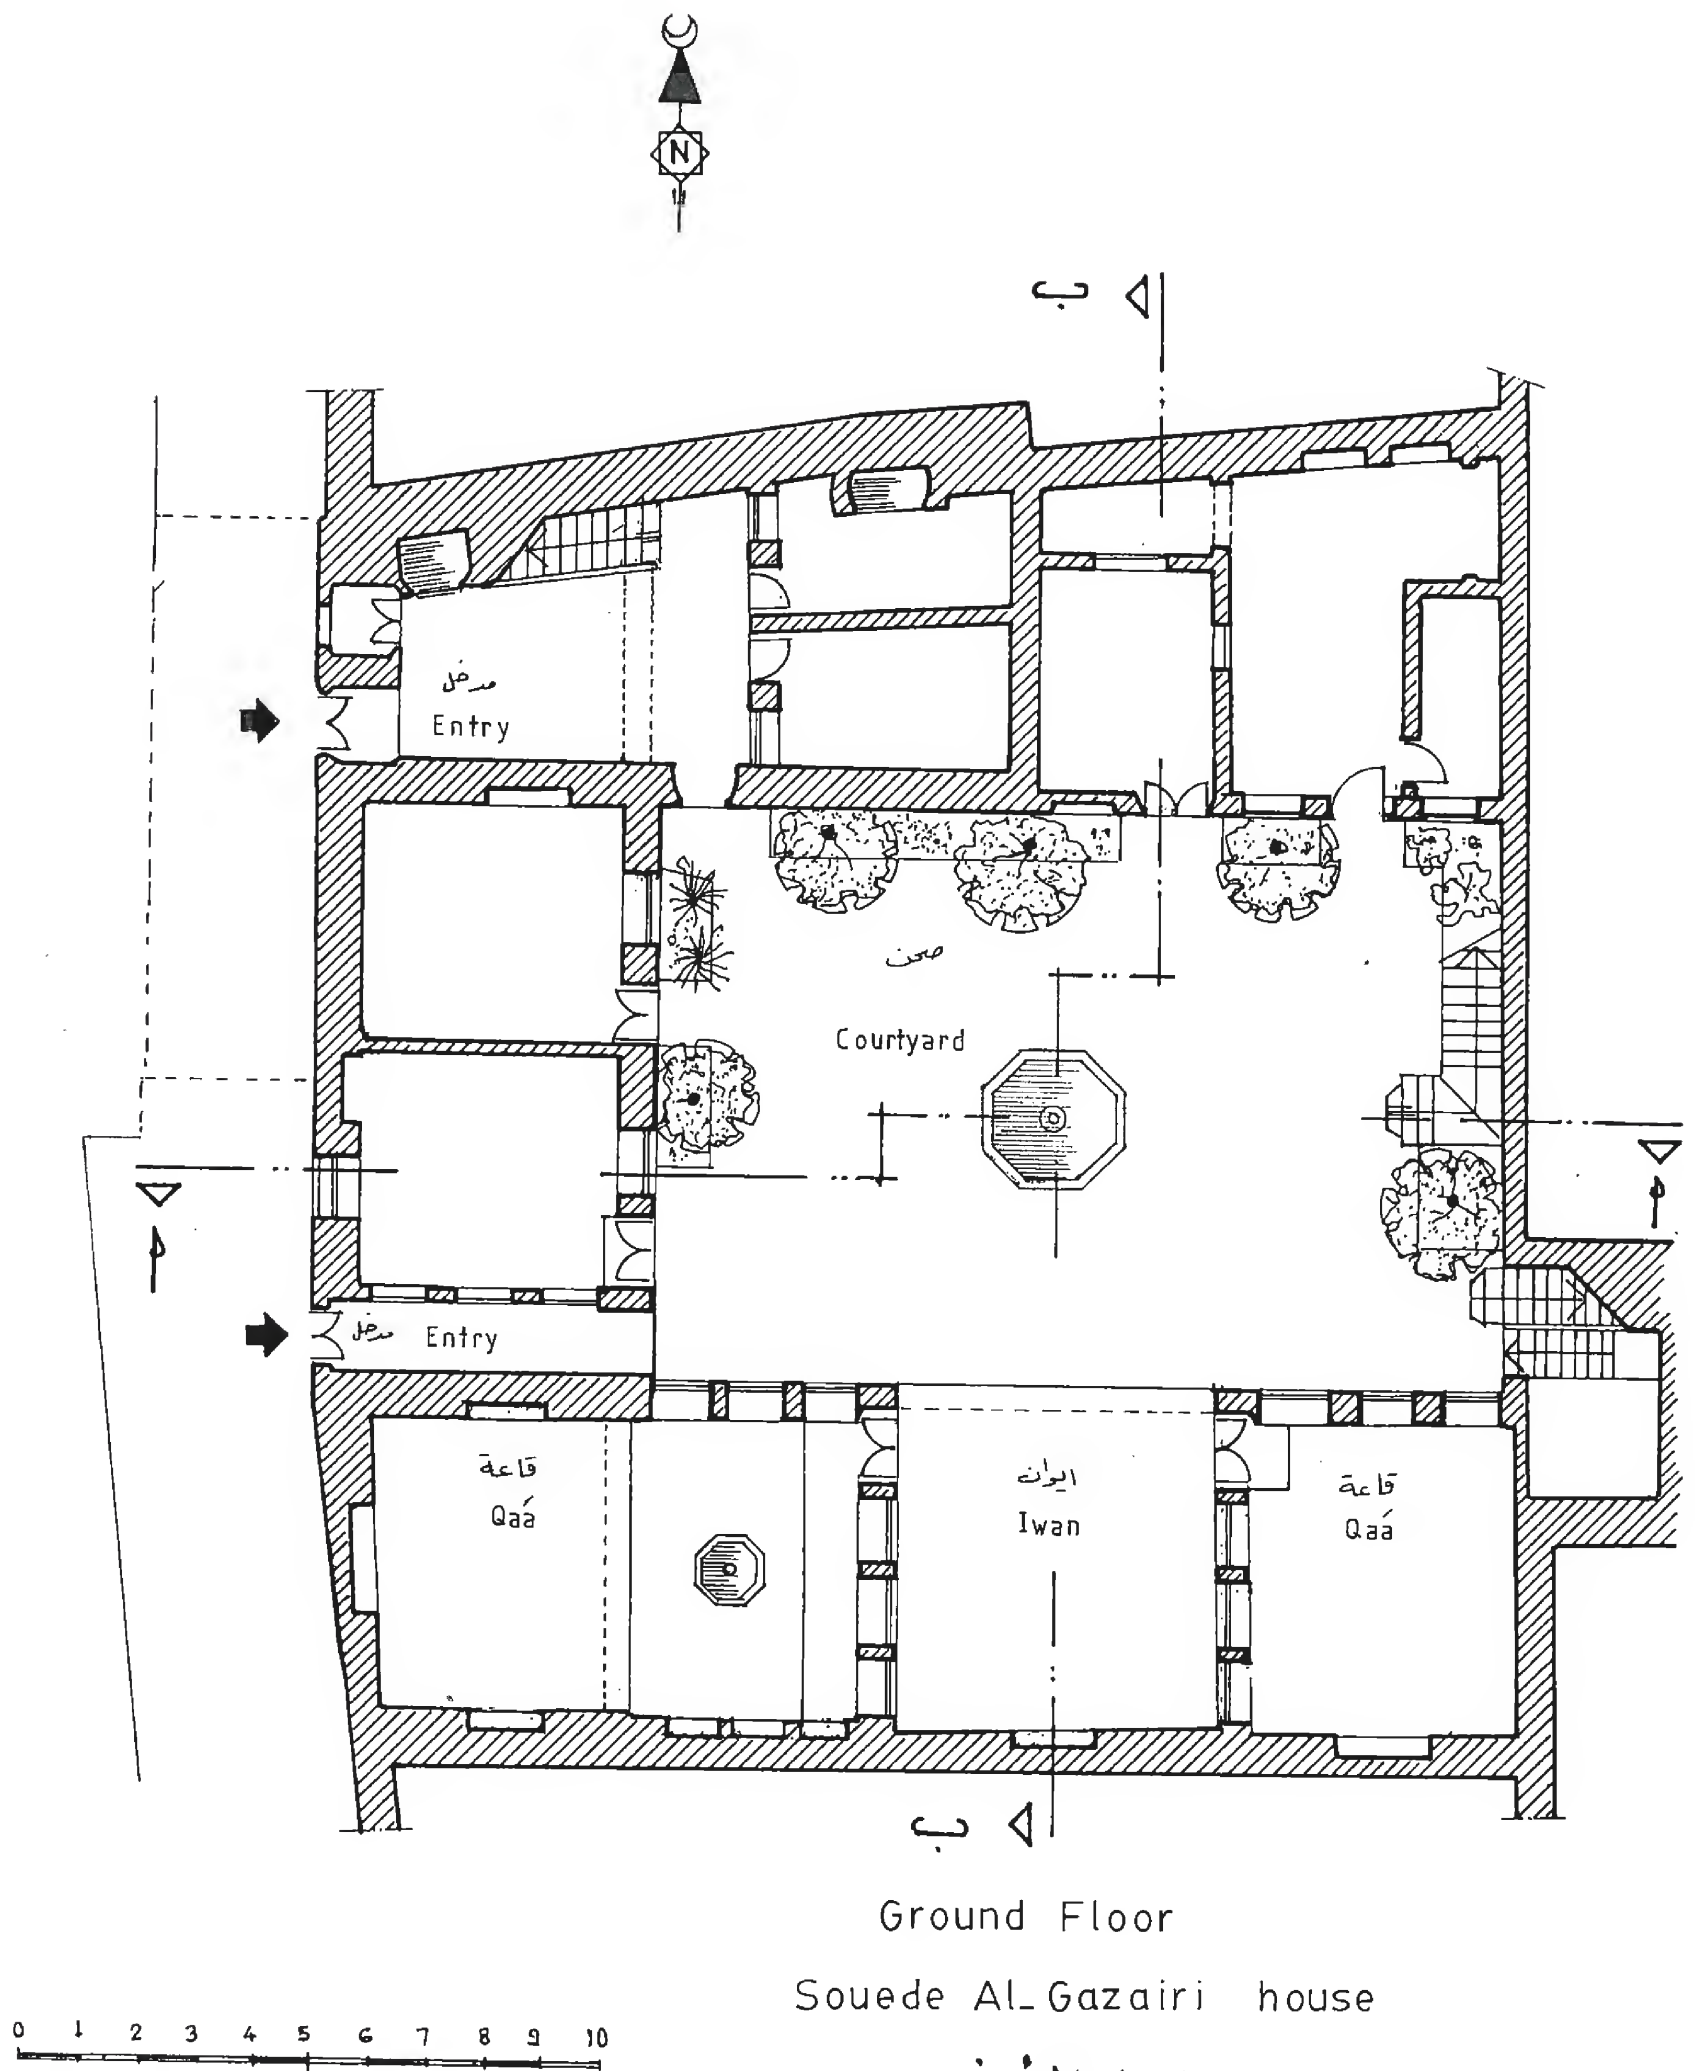 N
ب
مدخل
Entry
صحن
Courtyard
مدخل Entry
قاعة
Qaá
ايوان
Iwan
قاعة
Qaá
ب
Ground Floor
Souede AL_Gazairi house
0 1 2 3 4 5 6 7 8 9 10